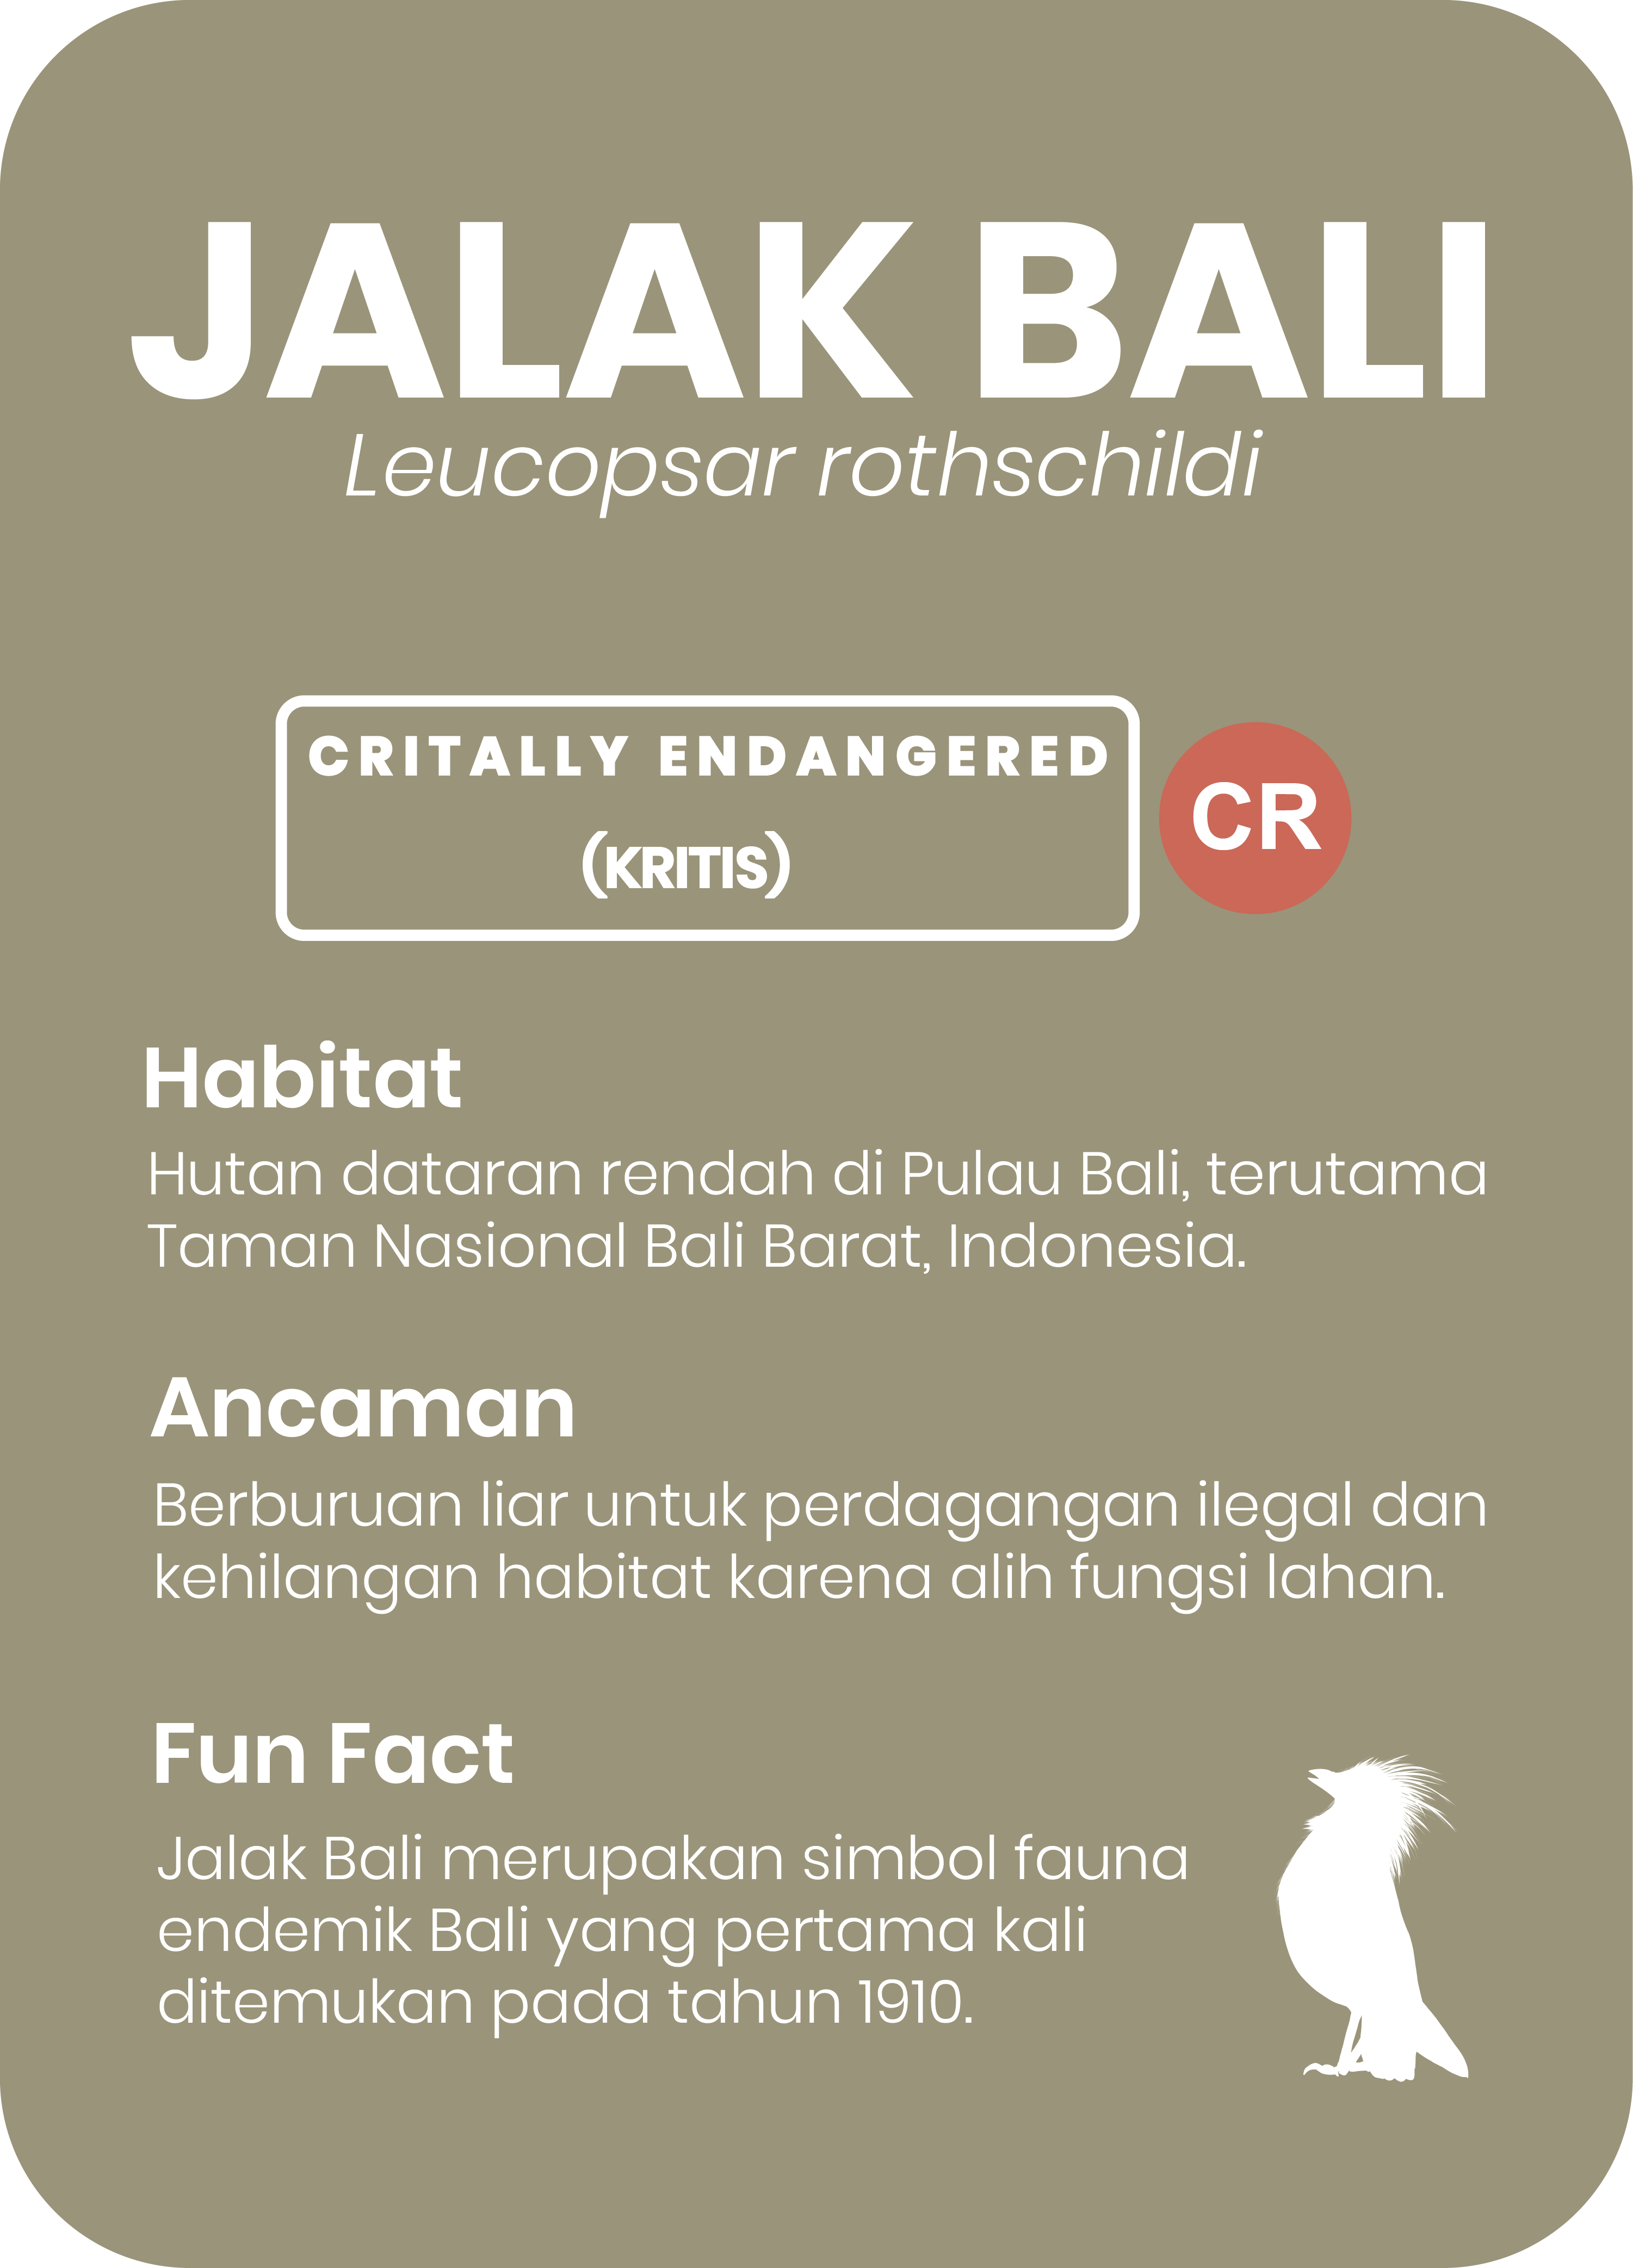 JALAK BALI
Leucopsar rothschildi
CRITALLY ENDANGERED
(KRITIS)
CR
Habitat
Hutan dataran rendah di Pulau Bali, terutama
Taman Nasional Bali Barat, Indonesia.
Ancaman
Berburuan liar untuk perdagangan ilegal dan
kehilangan habitat karena alih fungsi lahan.
Fun Fact
Jalak Bali merupakan simbol fauna
endemik Bali yang pertama kali
ditemukan pada tahun 1910.